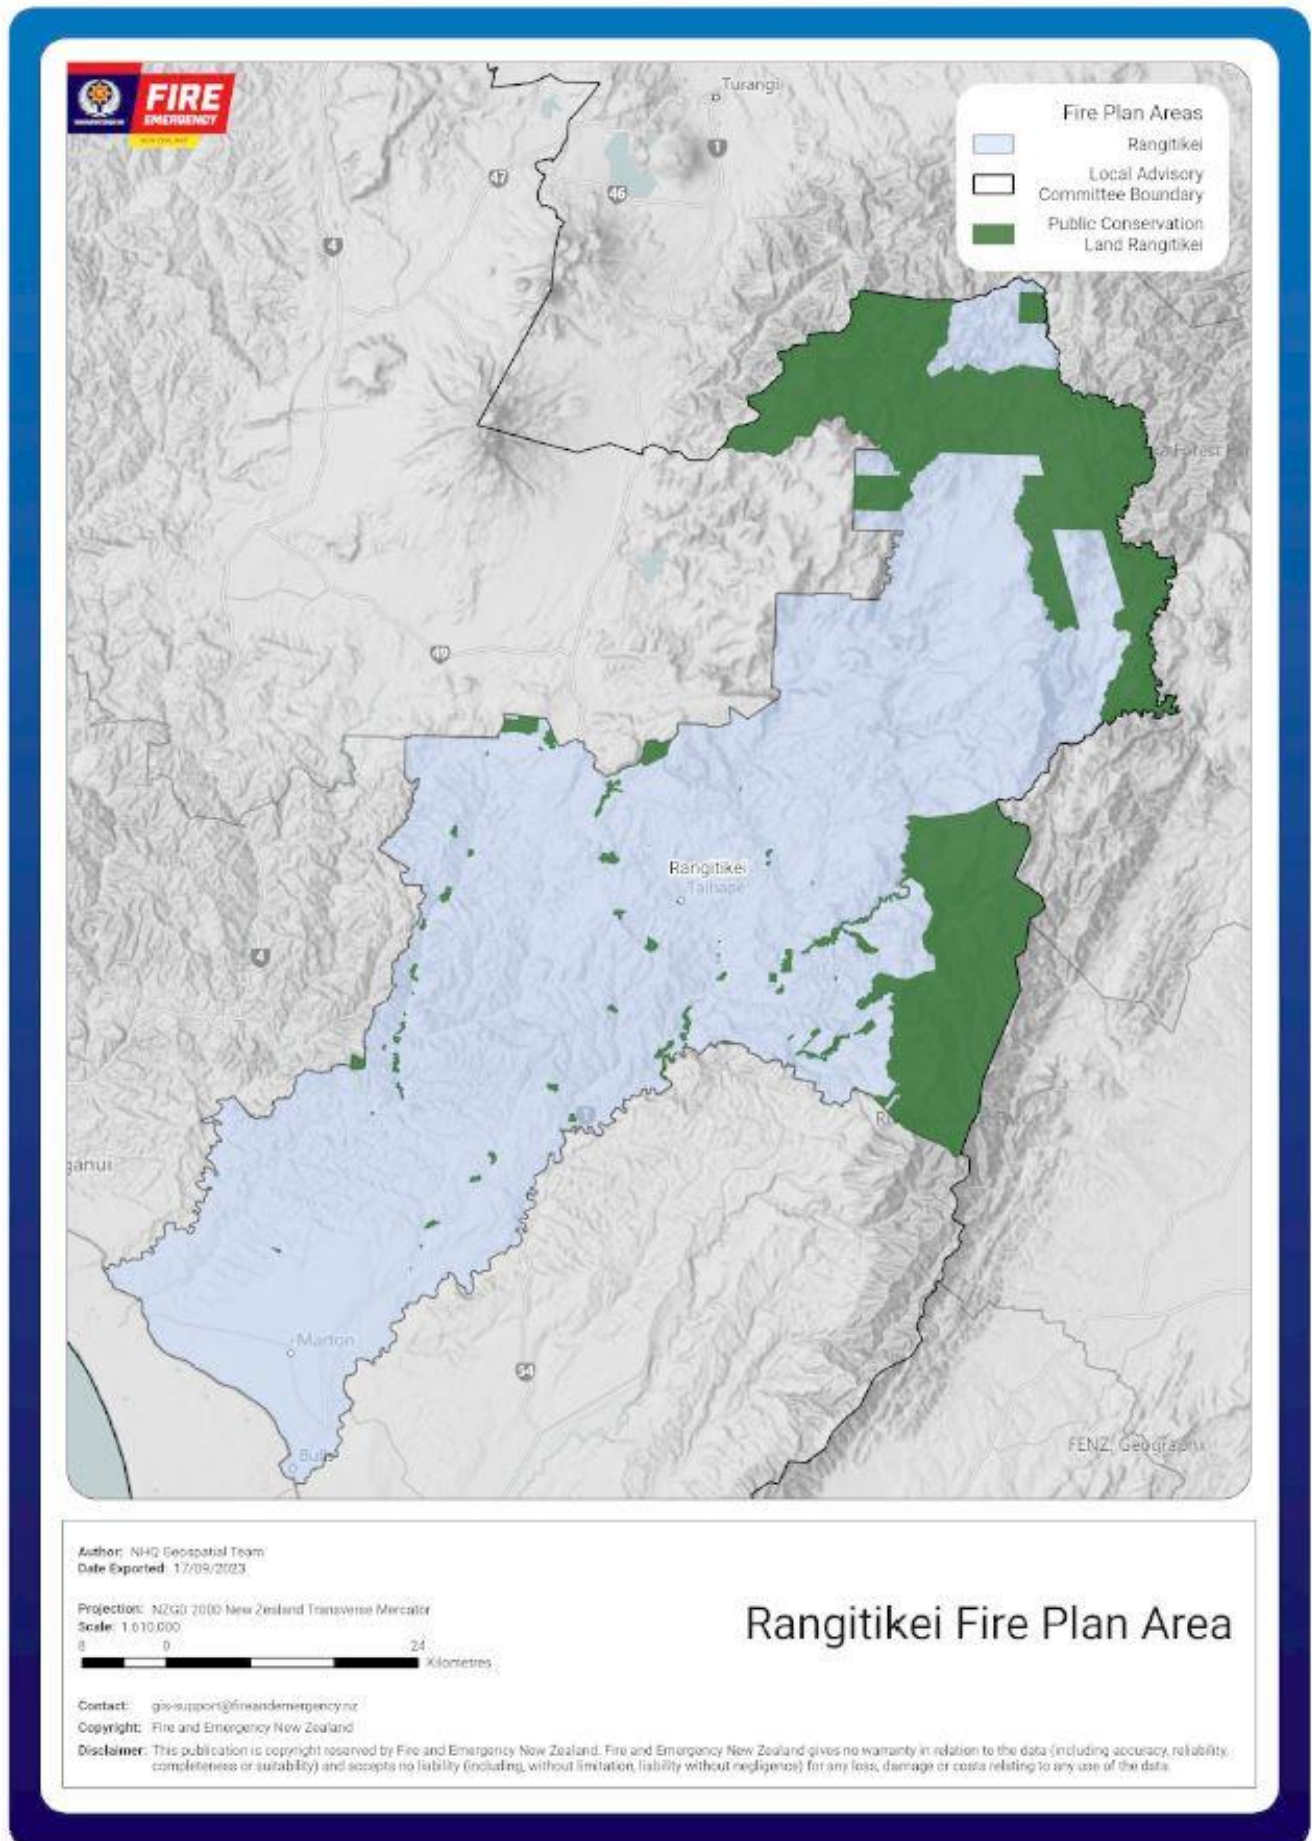 FIRE
EMERGENCY
Turangi
Fire Plan Areas
Rangitikei
Local Advisory
Committee Boundary
Public Conservation
Land Rangitikei
1
47
46
4
49
Rangitikei
Taihape
4
1
ganui
Marton
54
Bulls
FENZ, Geographx
Author: NHQ Geospatial Team
Date Exported: 17/09/2023
Projection: NZGD 2000 New Zealand Transverse Mercator
Scale: 1:610,000
8 0 24
Kilometres
Rangitikei Fire Plan Area
Contact: gis-support@fireandemergency.nz
Copyright: Fire and Emergency New Zealand
Disclaimer: This publication is copyright reserved by Fire and Emergency New Zealand. Fire and Emergency New Zealand gives no warranty in relation to the data (including accuracy, reliability,
completeness or suitability) and accepts no liability (including, without limitation, liability without negligence) for any loss, damage or costs relating to any use of the data.